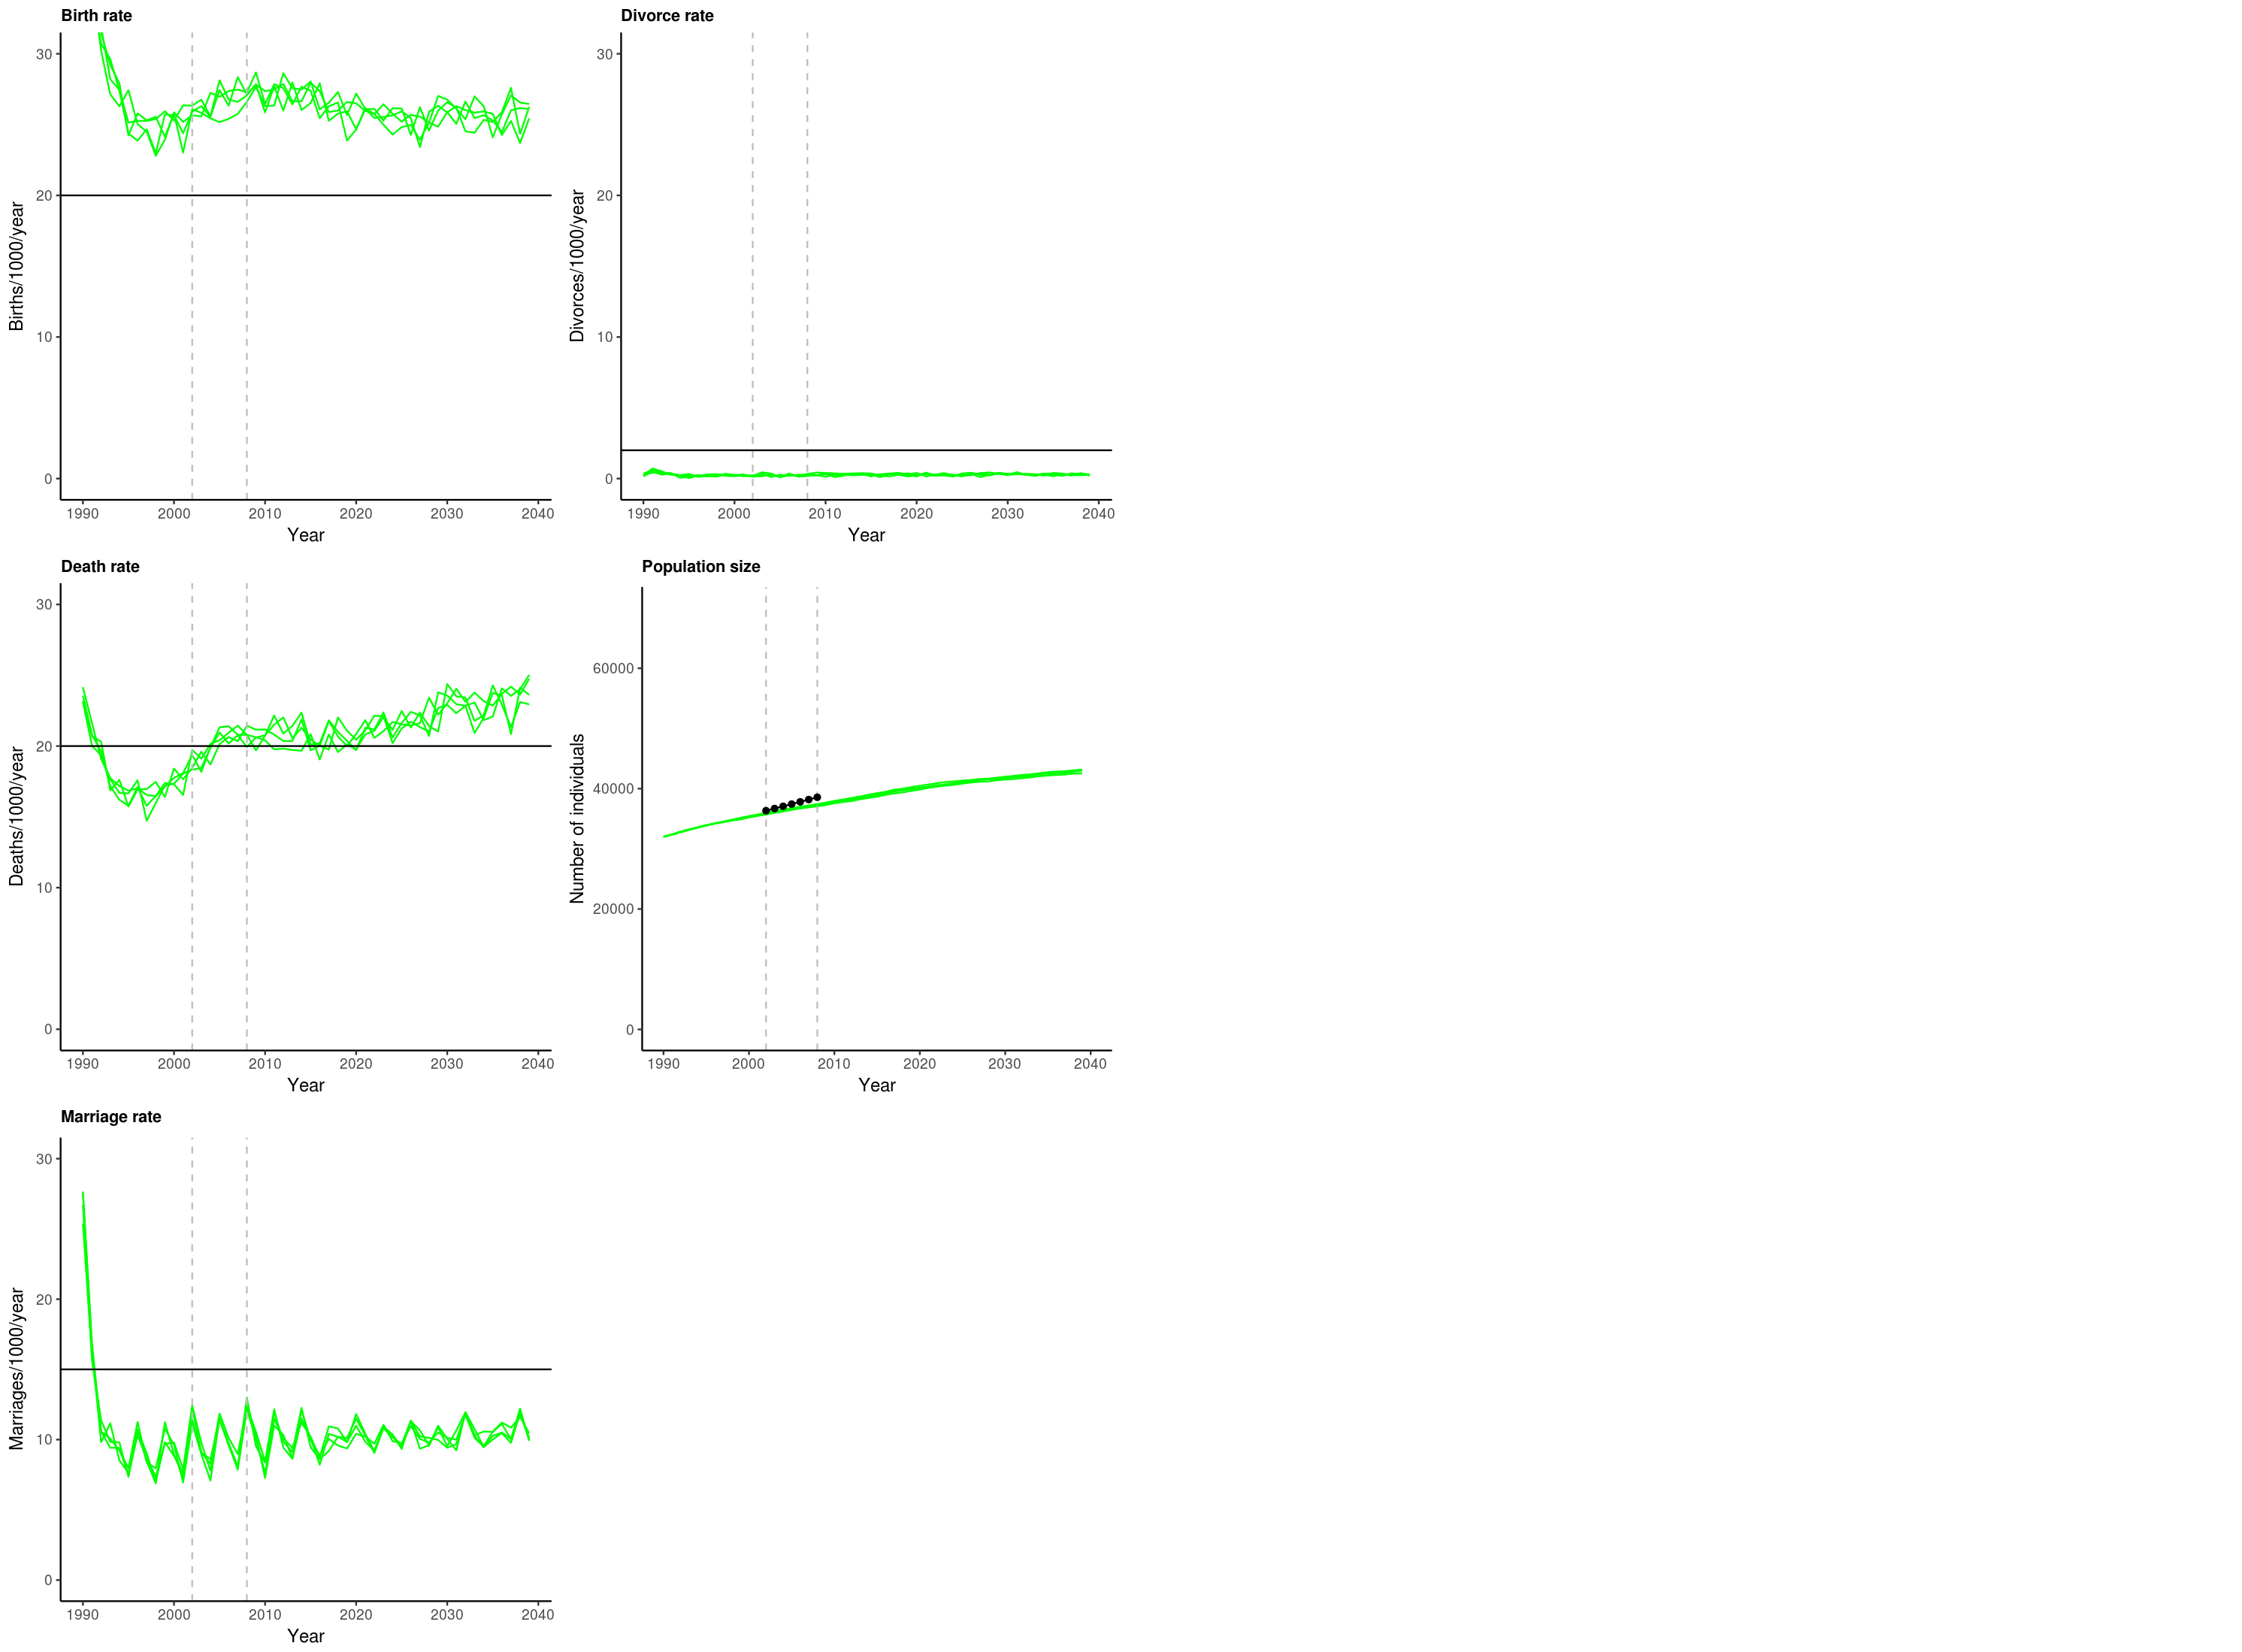 Birth rate
Births/1000/year
30
20
10
0
1990 2000 2010 2020 2030 2040
Year
Divorce rate
Divorces/1000/year
30
20
10
0
1990 2000 2010 2020 2030 2040
Year
Death rate
Deaths/1000/year
30
20
10
0
1990 2000 2010 2020 2030 2040
Year
Population size
Number of individuals
60000
40000
20000
0
1990 2000 2010 2020 2030 2040
Year
Marriage rate
Marriages/1000/year
30
20
10
0
1990 2000 2010 2020 2030 2040
Year